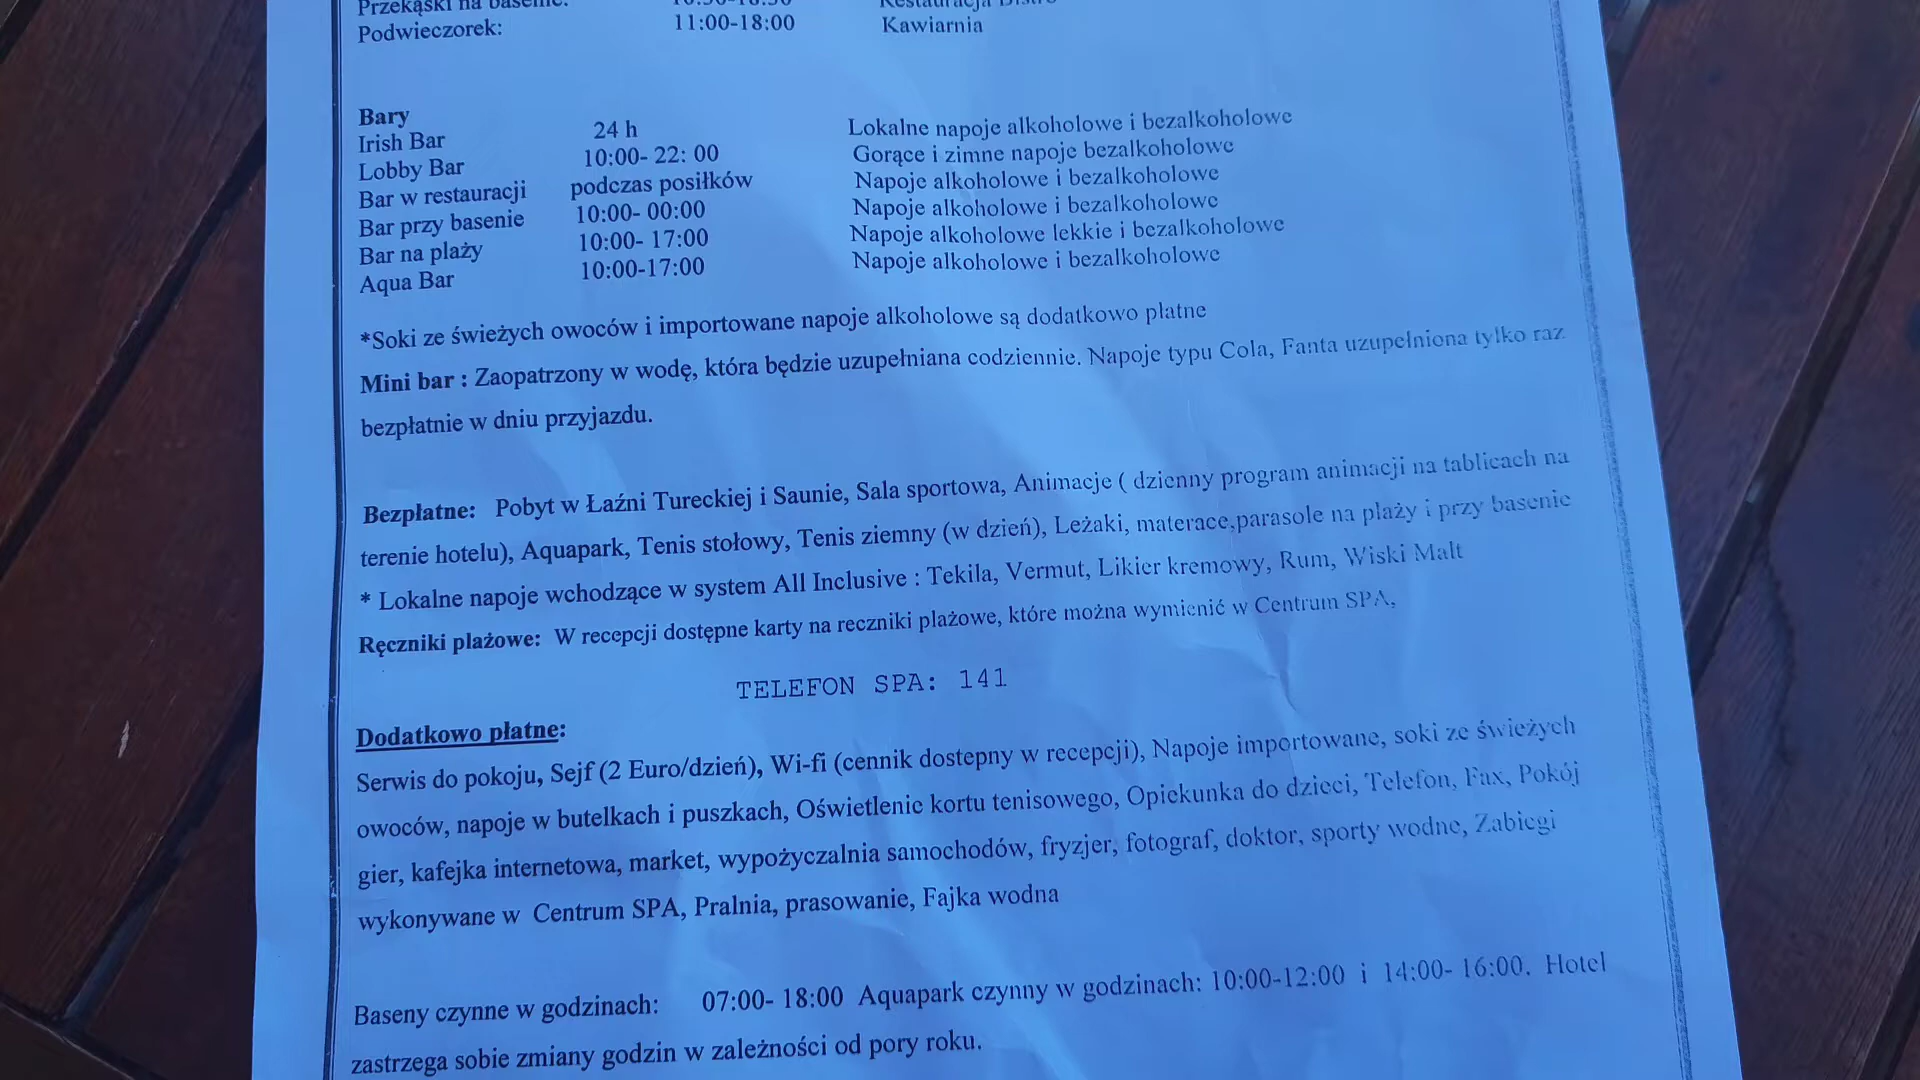 Przekąski na basenie:
Podwieczorek: 11:00-18:00 Kawiarnia
Bary
Irish Bar 24 h Lokalne napoje alkoholowe i bezalkoholowe
Lobby Bar 10:00- 22: 00 Gorące i zimne napoje bezalkoholowe
Bar w restauracji podczas posiłków Napoje alkoholowe i bezalkoholowe
Bar przy basenie 10:00- 00:00 Napoje alkoholowe i bezalkoholowe
Bar na plaży 10:00- 17:00 Napoje alkoholowe lekkie i bezalkoholowe
Aqua Bar 10:00-17:00 Napoje alkoholowe i bezalkoholowe
*Soki ze świeżych owoców i importowane napoje alkoholowe są dodatkowo płatne
Mini bar : Zaopatrzony w wodę, która będzie uzupełniana codziennie. Napoje typu Cola, Fanta uzupełniona tylko raz
bezpłatnie w dniu przyjazdu.
Bezpłatne: Pobyt w Łaźni Tureckiej i Saunie, Sala sportowa, Animacje ( dzienny program animacji na tablicach na
terenie hotelu), Aquapark, Tenis stołowy, Tenis ziemny (w dzień), Leżaki, materace,parasole na plaży i przy basenie
* Lokalne napoje wchodzące w system All Inclusive : Tekila, Vermut, Likier kremowy, Rum, Wiski Malt
Ręczniki plażowe: W recepcji dostępne karty na reczniki plażowe, które można wymienić w Centrum SPA,
TELEFON SPA: 141
Dodatkowo płatne:
Serwis do pokoju, Sejf (2 Euro/dzień), Wi-fi (cennik dostepny w recepcji), Napoje importowane, soki ze świeżych
owoców, napoje w butelkach i puszkach, Oświetlenie kortu tenisowego, Opiekunka do dzieci, Telefon, Fax, Pokój
gier, kafejka internetowa, market, wypożyczalnia samochodów, fryzjer, fotograf, doktor, sporty wodne, Zabiegi
wykonywane w Centrum SPA, Pralnia, prasowanie, Fajka wodna
Baseny czynne w godzinach: 07:00- 18:00 Aquapark czynny w godzinach: 10:00-12:00 i 14:00- 16:00. Hotel
zastrzega sobie zmiany godzin w zależności od pory roku.